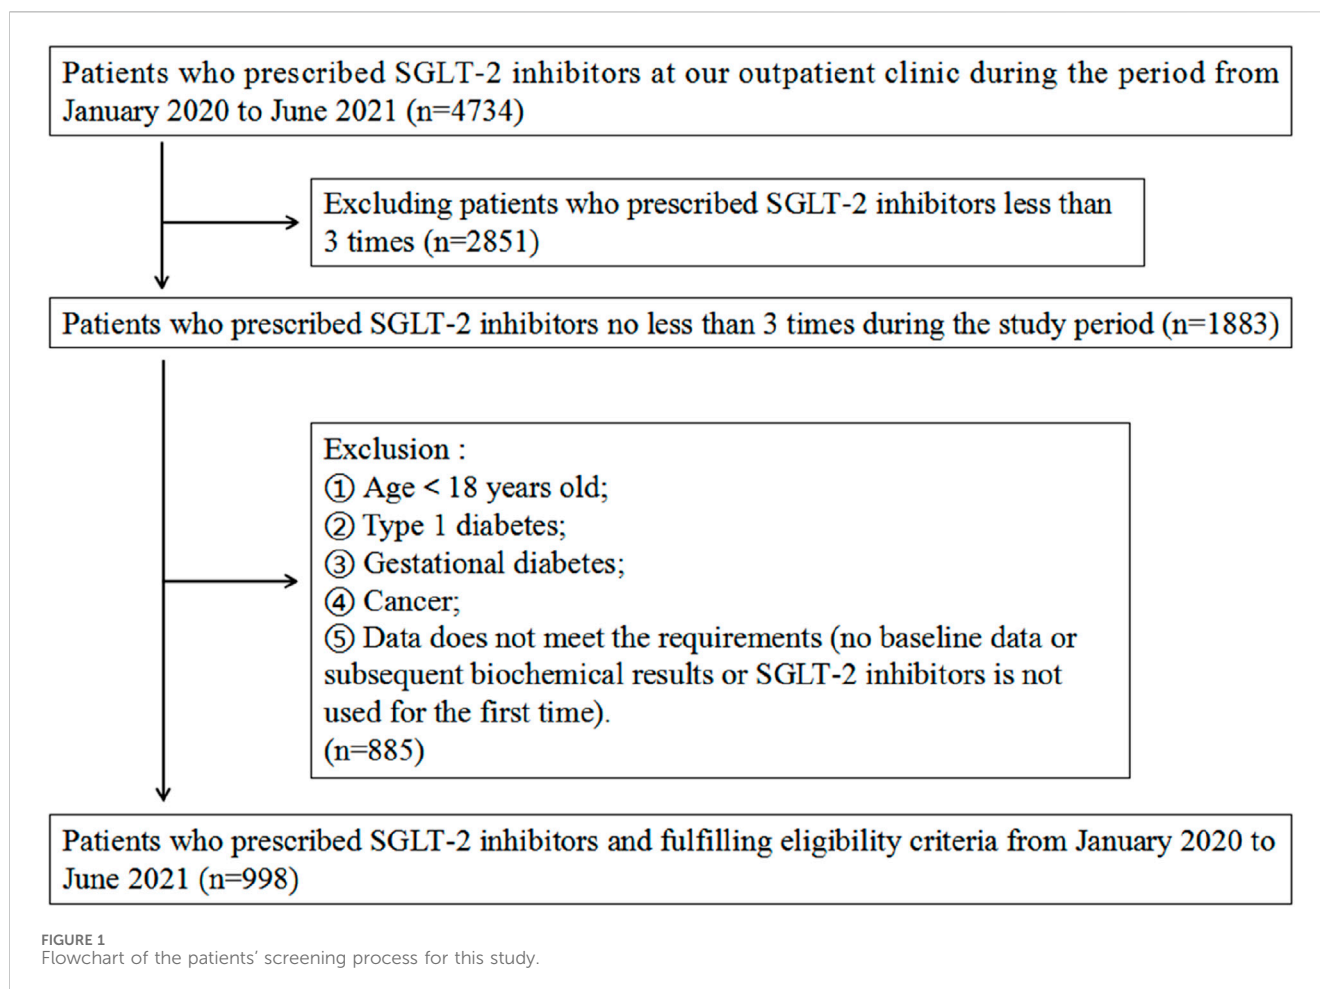 Patients who prescribed SGLT-2 inhibitors at our outpatient clinic during the period from
January 2020 to June 2021 (n=4734)
Excluding patients who prescribed SGLT-2 inhibitors less than
3 times (n=2851)
Patients who prescribed SGLT-2 inhibitors no less than 3 times during the study period (n=1883)
Exclusion :
① Age < 18 years old;
② Type 1 diabetes;
③ Gestational diabetes;
④ Cancer;
⑤ Data does not meet the requirements (no baseline data or
subsequent biochemical results or SGLT-2 inhibitors is not
used for the first time).
(n=885)
Patients who prescribed SGLT-2 inhibitors and fulfilling eligibility criteria from January 2020 to
June 2021 (n=998)
FIGURE 1
Flowchart of the patients’ screening process for this study.